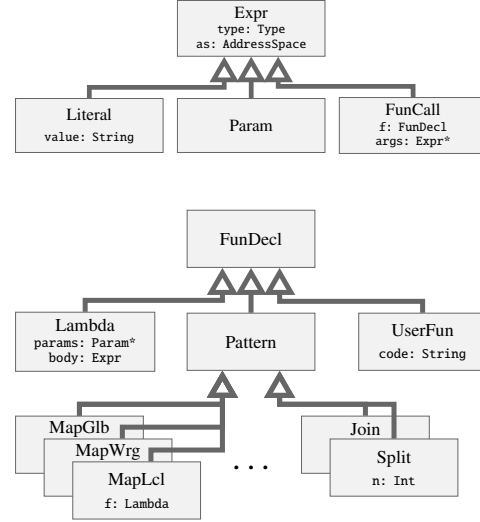 Expr
type: Type
as: AddressSpace
Literal
value: String
Param
FunCall
f: FunDecl
args: Expr*
FunDecl
Lambda
params: Param*
body: Expr
Pattern
UserFun
code: String
MapGlb
MapWrg
MapLcl
f: Lambda
...
Join
Split
n: Int